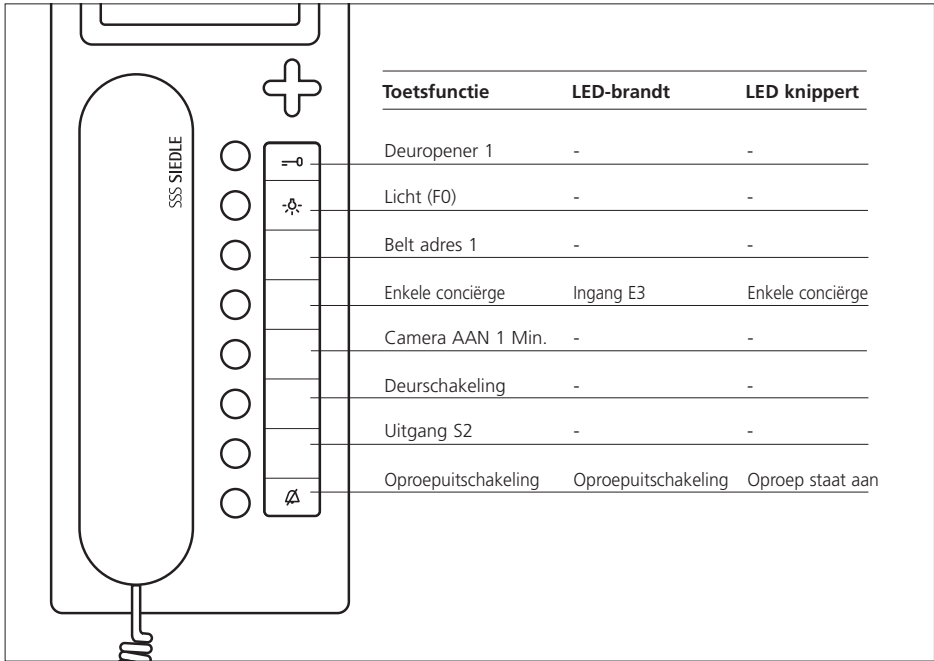 SSS SIEDLE
Toetsfunctie LED-brandt LED knippert
Deuropener 1 - -
Licht (F0) - -
Belt adres 1 - -
Enkele conciërge Ingang E3 Enkele conciërge
Camera AAN 1 Min. - -
Deurschakeling - -
Uitgang S2 - -
Oproepuitschakeling Oproepuitschakeling Oproep staat aan